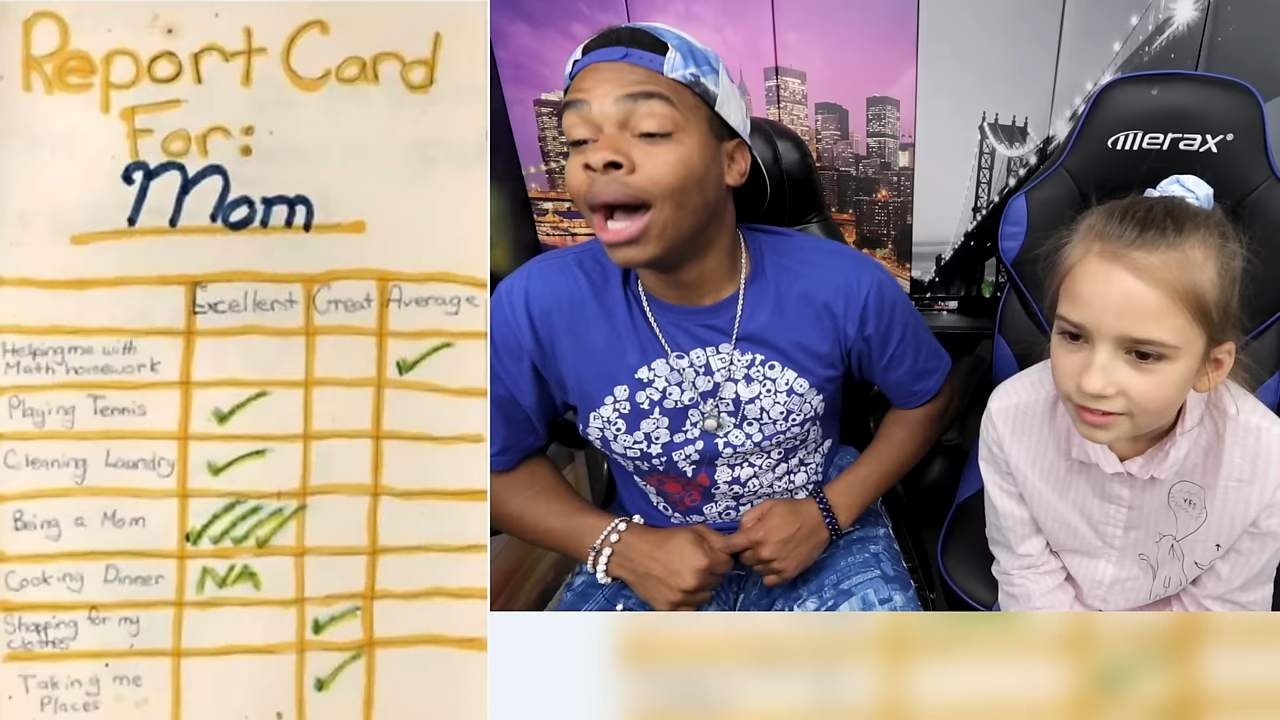 Report Card
For:
Mom
Excellent Great Average
Helping me with
Math homework
Playing Tennis
Cleaning Laundry
Being a Mom
Cooking Dinner NA
Shopping for my
clothes
Taking me
Places
merax®
YES